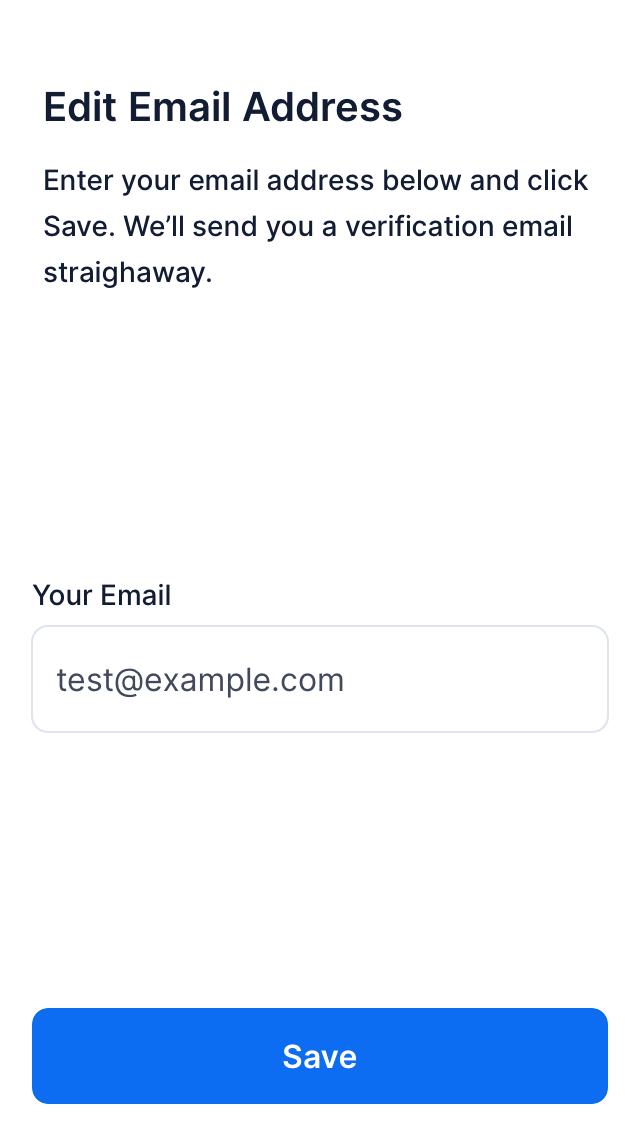 Edit Email Address
Enter your email address below and click
Save. We’ll send you a verification email
straighaway.
Your Email
test@example.com
Save